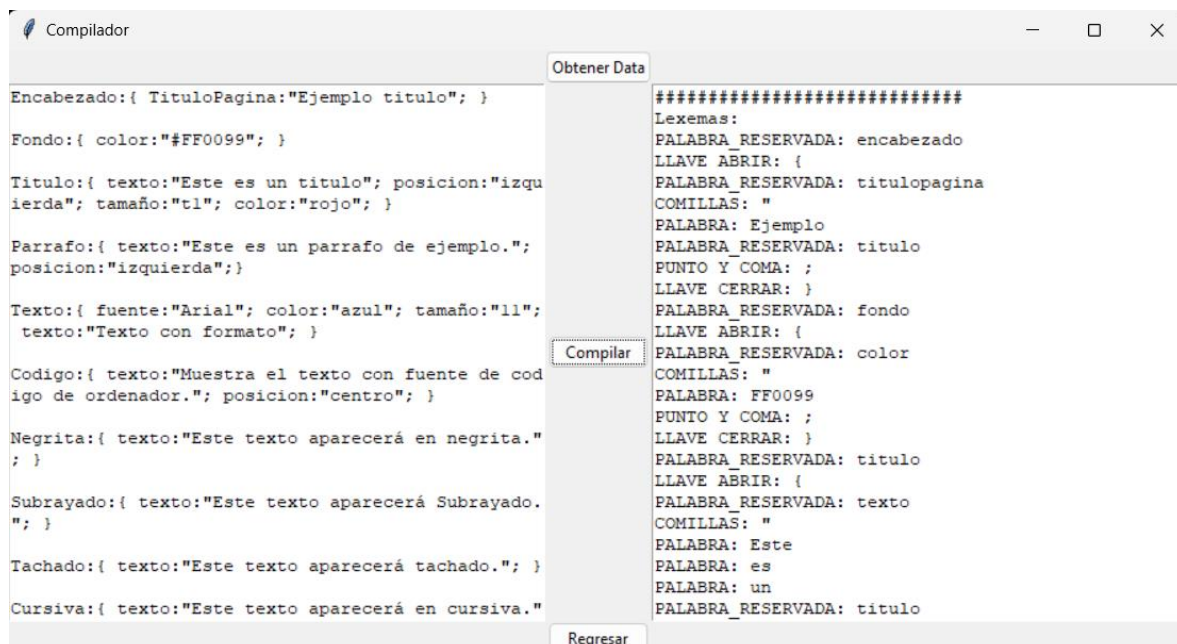 Compilador
Obtener Data
Encabezado:{ TituloPagina:"Ejemplo titulo"; }
Fondo:{ color:"#FF0099"; }
Titulo:{ texto:"Este es un titulo"; posicion:"izqu
ierda"; tamaño:"t1"; color:"rojo"; }
Parrafo:{ texto:"Este es un parrafo de ejemplo.";
posicion:"izquierda";}
Texto:{ fuente:"Arial"; color:"azul"; tamaño:"11";
texto:"Texto con formato"; }
Codigo:{ texto:"Muestra el texto con fuente de cod
igo de ordenador."; posicion:"centro"; }
Negrita:{ texto:"Este texto aparecerá en negrita."
; }
Subrayado:{ texto:"Este texto aparecerá Subrayado.
"; }
Tachado:{ texto:"Este texto aparecerá tachado."; }
Cursiva:{ texto:"Este texto aparecerá en cursiva."
Compilar
#############################
Lexemas:
PALABRA_RESERVADA: encabezado
LLAVE ABRIR: {
PALABRA_RESERVADA: titulopagina
COMILLAS: "
PALABRA: Ejemplo
PALABRA_RESERVADA: titulo
PUNTO Y COMA: ;
LLAVE CERRAR: }
PALABRA_RESERVADA: fondo
LLAVE ABRIR: {
PALABRA_RESERVADA: color
COMILLAS: "
PALABRA: FF0099
PUNTO Y COMA: ;
LLAVE CERRAR: }
PALABRA_RESERVADA: titulo
LLAVE ABRIR: {
PALABRA_RESERVADA: texto
COMILLAS: "
PALABRA: Este
PALABRA: es
PALABRA: un
PALABRA_RESERVADA: titulo
Regresar